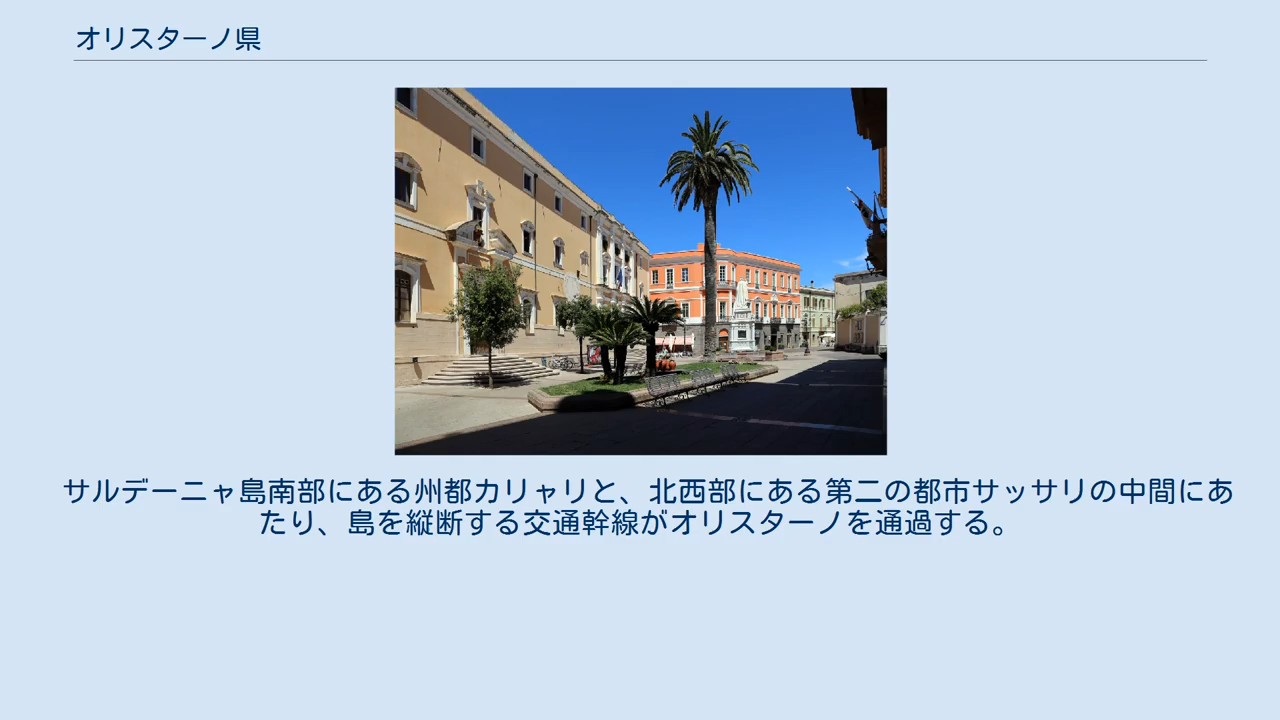 オリスターノ県
サルデーニャ島南部にある州都カリャリと、北西部にある第二の都市サッサリの中間にあ
たり、島を縦断する交通幹線がオリスターノを通過する。